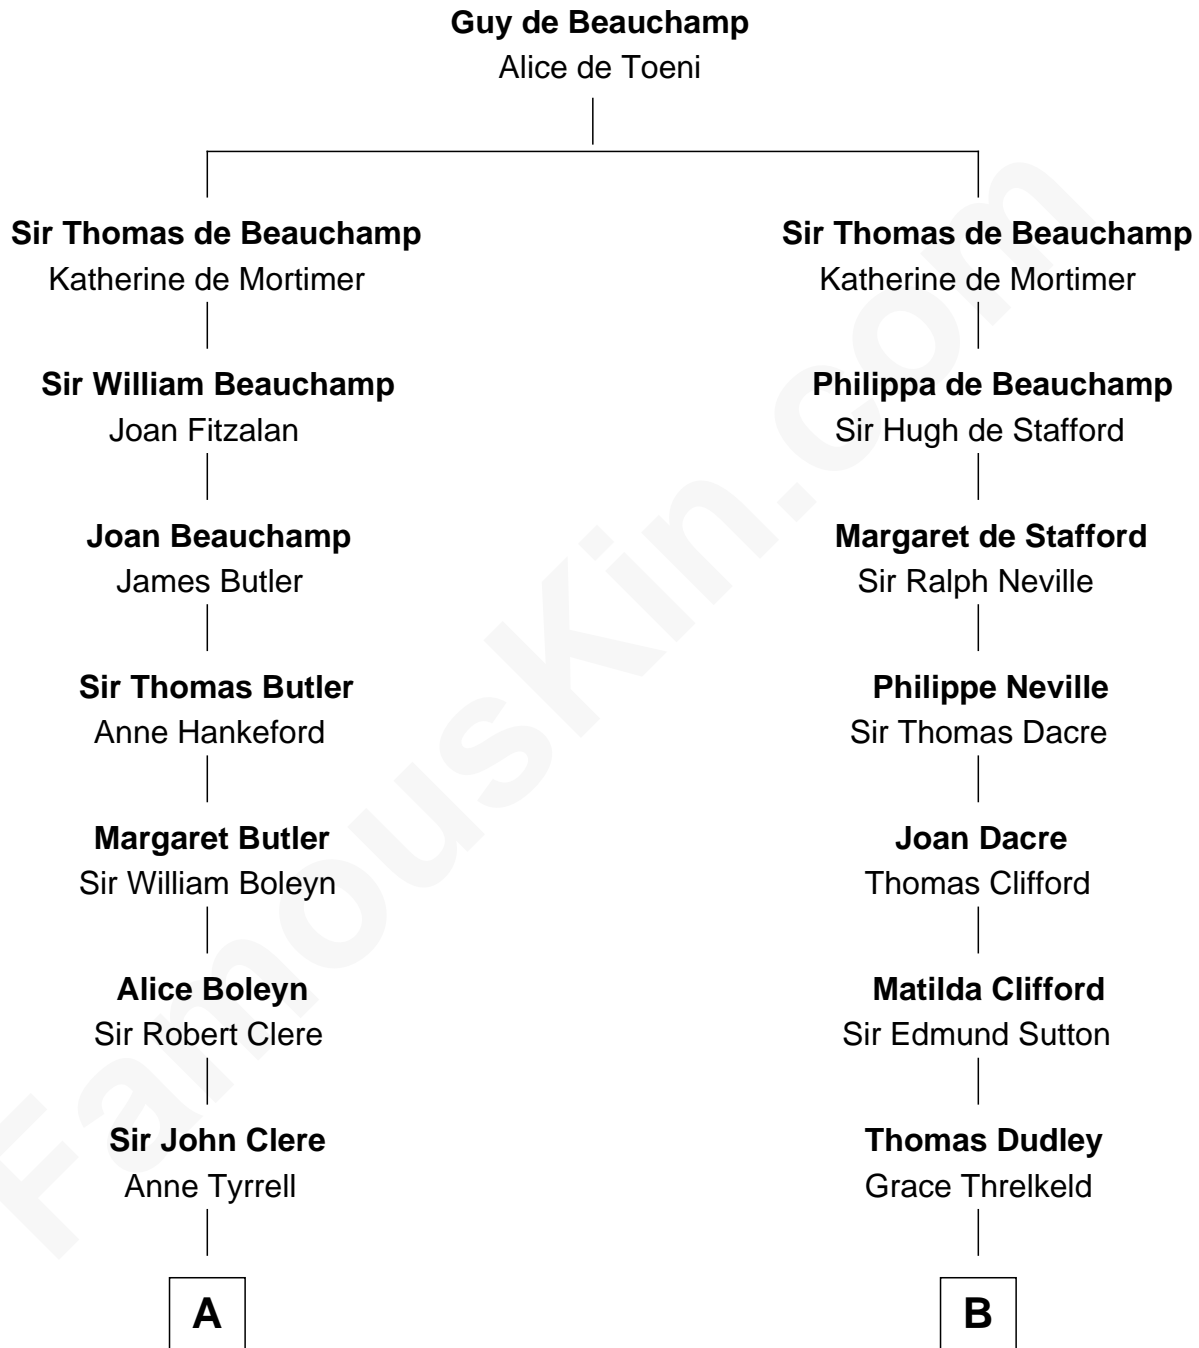 Guy de Beauchamp
Alice de Toeni
Sir Thomas de Beauchamp
Katherine de Mortimer
Sir Thomas de Beauchamp
Katherine de Mortimer
Sir William Beauchamp
Joan Fitzalan
Philippa de Beauchamp
Sir Hugh de Stafford
Joan Beauchamp
James Butler
Margaret de Stafford
Sir Ralph Neville
Sir Thomas Butler
Anne Hankeford
Philippe Neville
Sir Thomas Dacre
Margaret Butler
Sir William Boleyn
Joan Dacre
Thomas Clifford
Alice Boleyn
Sir Robert Clere
Matilda Clifford
Sir Edmund Sutton
Sir John Clere
Anne Tyrrell
Thomas Dudley
Grace Threlkeld
A
B
FamousKin.com